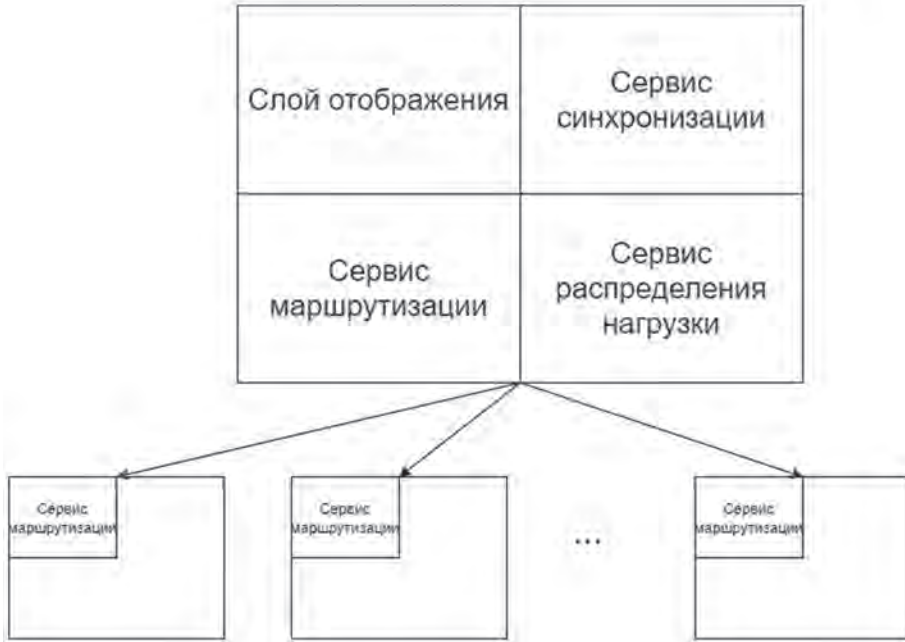 Слой отображения
Сервис
синхронизации
Сервис
маршрутизации
Сервис
распределения
нагрузки
Сервис
маршрутизации
Сервис
маршрутизации
...
Сервис
маршрутизации